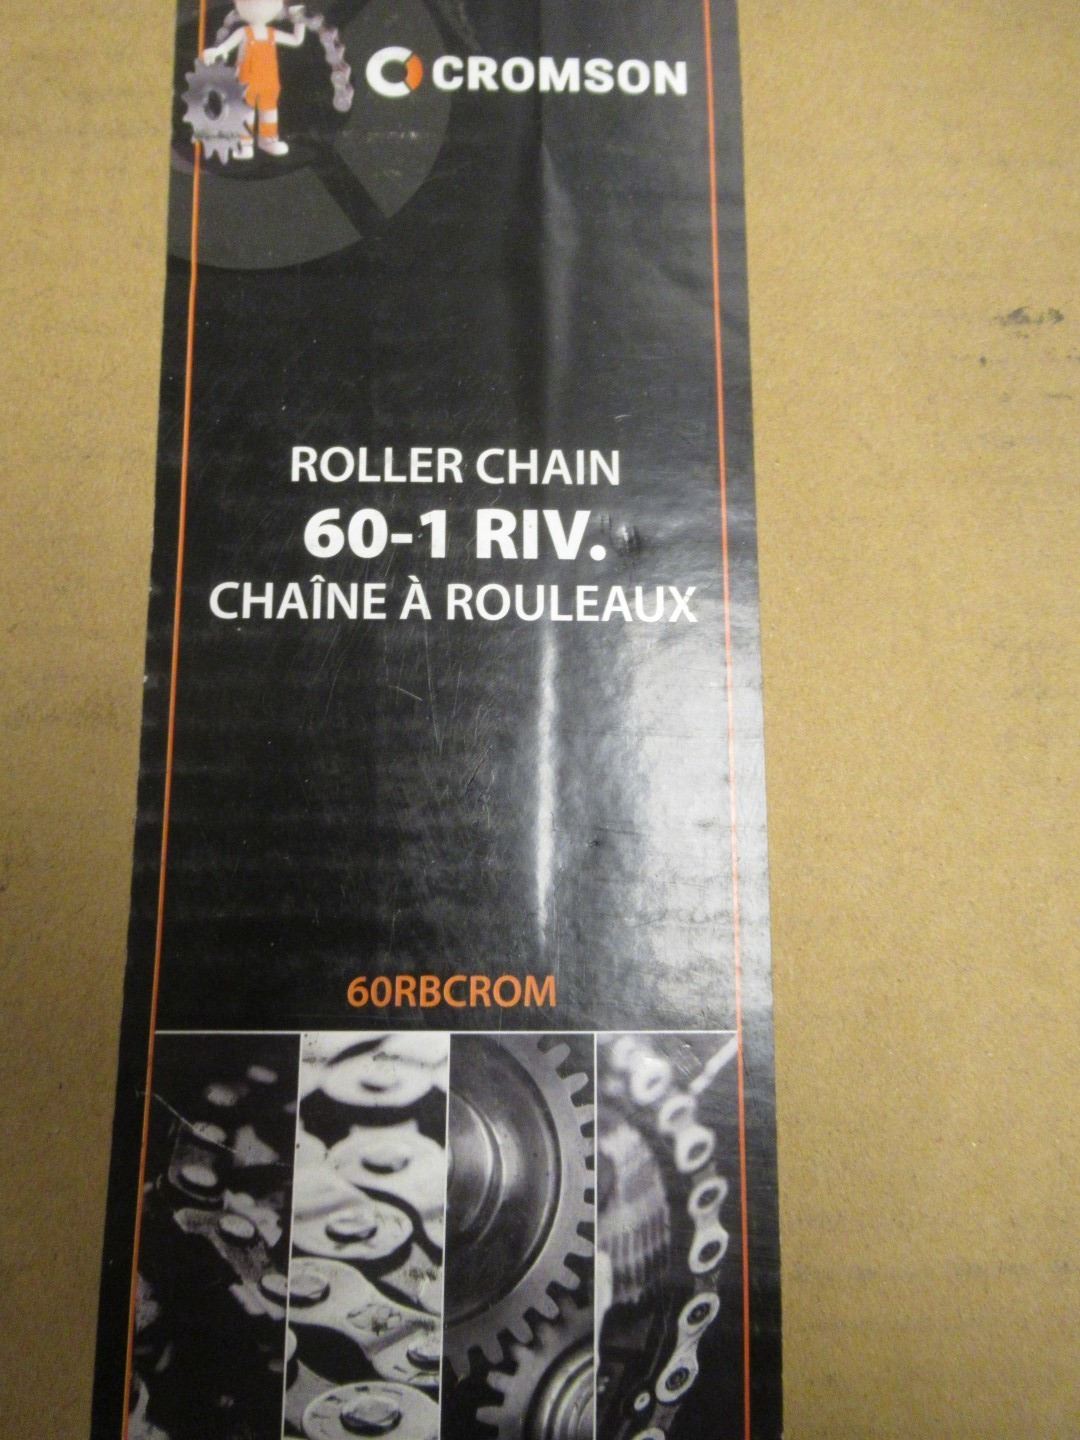 CROMSON
ROLLER CHAIN
60-1 RIV.
CHAÎNE À ROULEAUX
60RBCROM